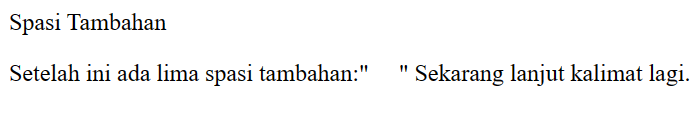 Spasi Tambahan
Setelah ini ada lima spasi tambahan:"     " Sekarang lanjut kalimat lagi.